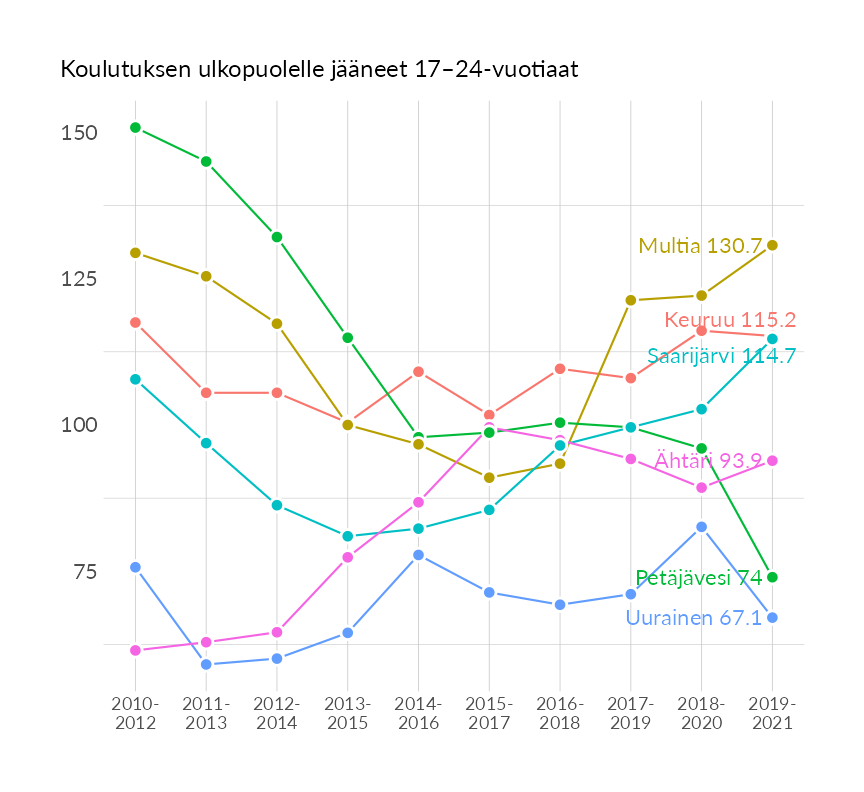 Koulutuksen ulkopuolelle jääneet 17–24-vuotiaat
150
Multia 130.7
125
Keuruu 115.2
Saarijärvi 114.7
100
Ähtäri 93.9
75
Petäjävesi 74
Uurainen 67.1
2010- 2011- 2012- 2013- 2014- 2015- 2016- 2017- 2018- 2019-
2012 2013 2014 2015 2016 2017 2018 2019 2020 2021